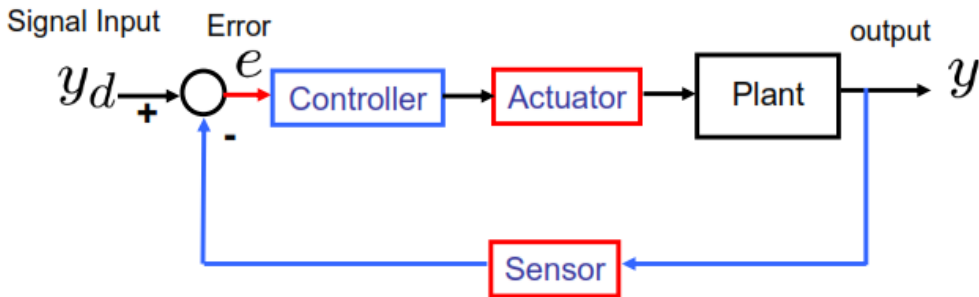 Signal Input
Error
output
y_d
e
y
Controller
Actuator
Plant
+
-
Sensor